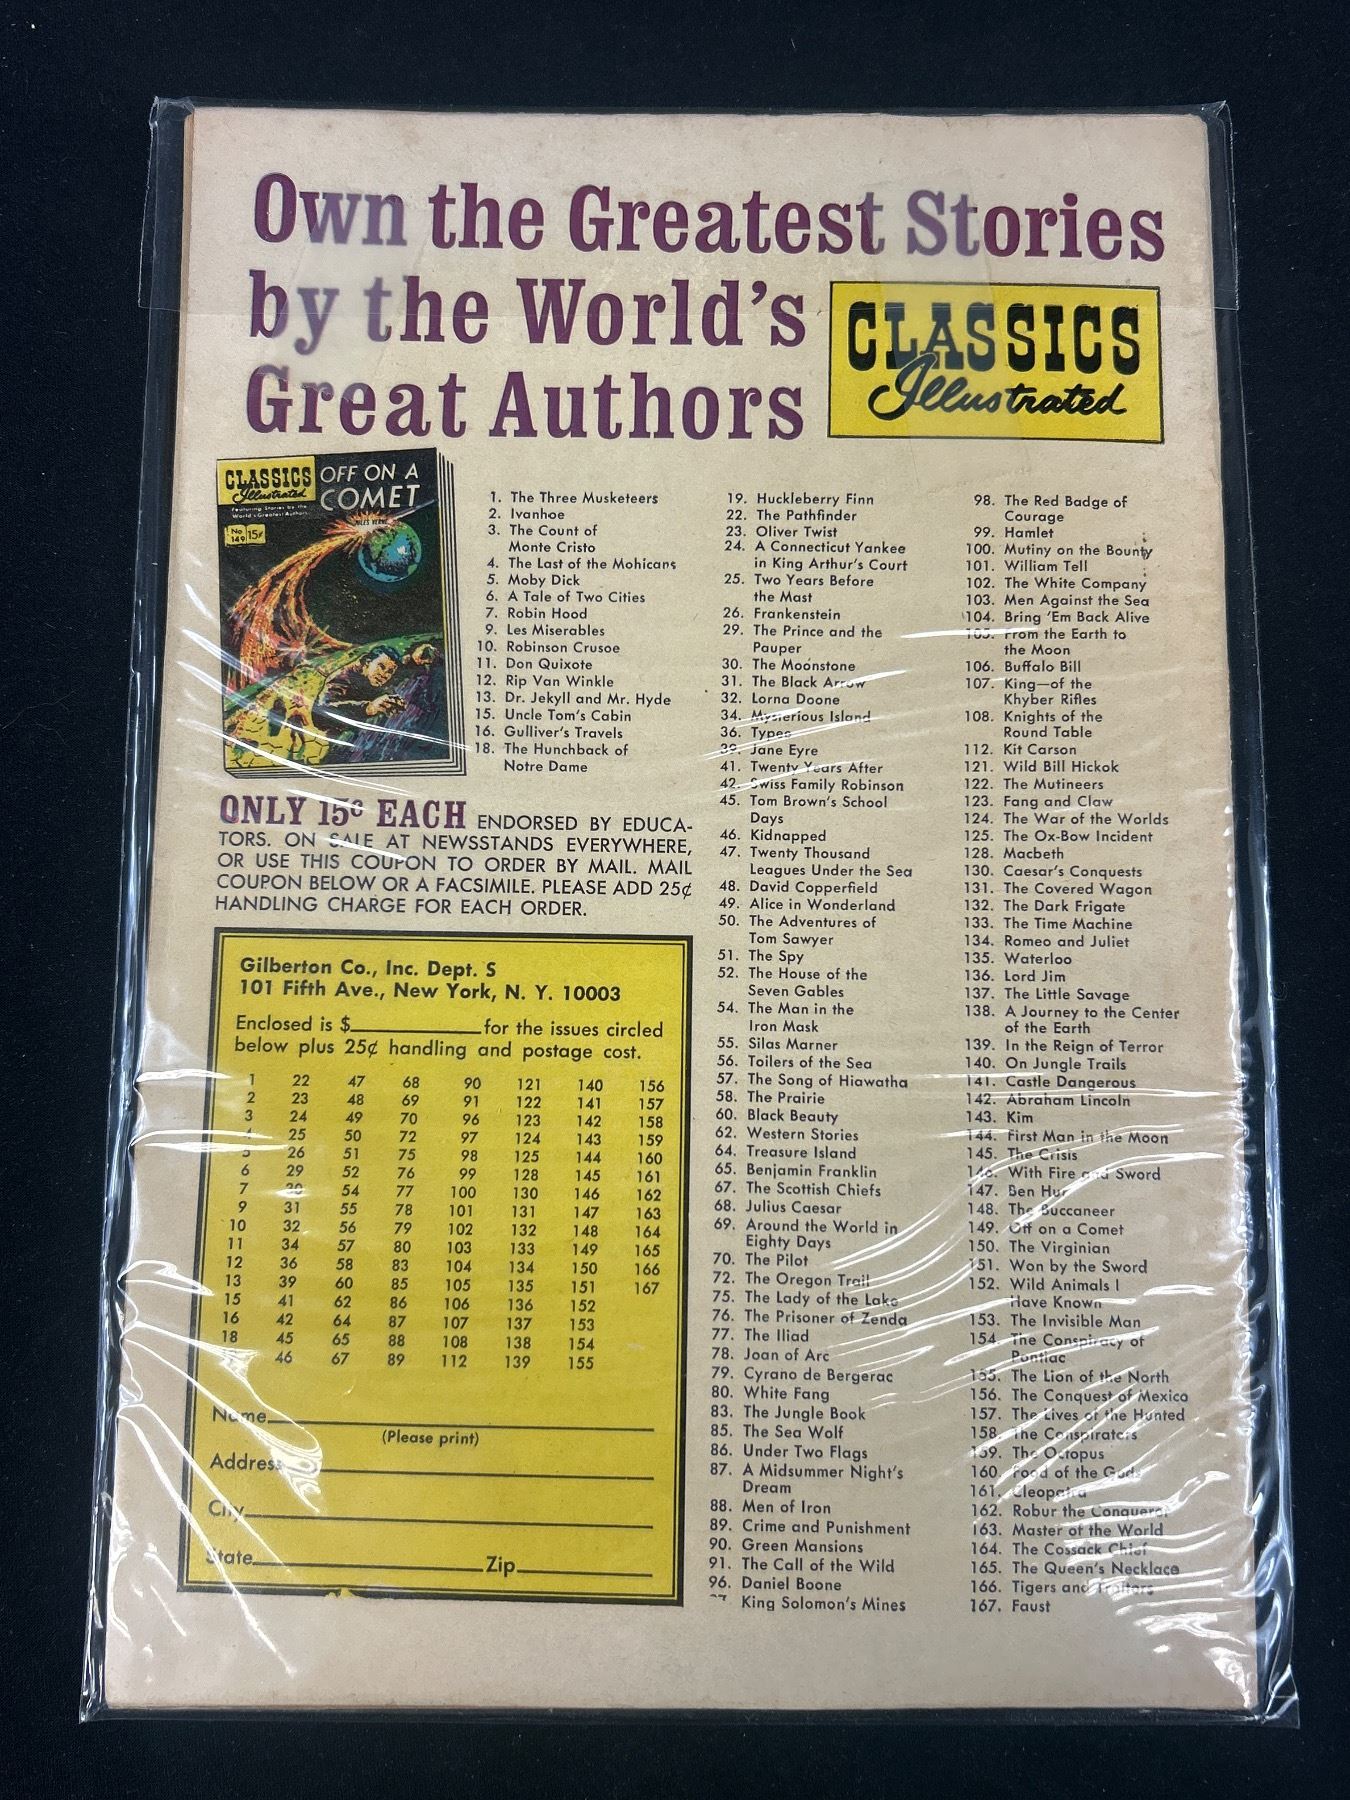 Own the Greatest Stories
by the World's
Great Authors
CLASSICS
Illustrated
CLASSICS
Illustrated
Featuring Stories by the
World's Greatest Authors
OFF ON A
COMET
JULES VERNE
No
149
15¢
1. The Three Musketeers
2. Ivanhoe
3. The Count of
Monte Cristo
4. The Last of the Mohicans
5. Moby Dick
6. A Tale of Two Cities
7. Robin Hood
9. Les Miserables
10. Robinson Crusoe
11. Don Quixote
12. Rip Van Winkle
13. Dr. Jekyll and Mr. Hyde
15. Uncle Tom's Cabin
16. Gulliver's Travels
18. The Hunchback of
Notre Dame
ONLY 15¢ EACH ENDORSED BY EDUCA-
TORS. ON SALE AT NEWSSTANDS EVERYWHERE,
OR USE THIS COUPON TO ORDER BY MAIL. MAIL
COUPON BELOW OR A FACSIMILE. PLEASE ADD 25¢
HANDLING CHARGE FOR EACH ORDER.
Gilberton Co., Inc. Dept. S
101 Fifth Ave., New York, N. Y. 10003
Enclosed is $ for the issues circled
below plus 25¢ handling and postage cost.
1 22 47 68 90 121 140 156
2 23 48 69 91 122 141 157
3 24 49 70 96 123 142 158
4 25 50 72 97 124 143 159
5 26 51 75 98 125 144 160
6 29 52 76 99 128 145 161
7 30 54 77 100 130 146 162
9 31 55 78 101 131 147 163
10 32 56 79 102 132 148 164
11 34 57 80 103 133 149 165
12 36 58 83 104 134 150 166
13 39 60 85 105 135 151 167
15 41 62 86 106 136 152
16 42 64 87 107 137 153
18 45 65 88 108 138 154
46 67 89 112 139 155
Name
(Please print)
Address
City
State Zip
19. Huckleberry Finn
22. The Pathfinder
23. Oliver Twist
24. A Connecticut Yankee
in King Arthur's Court
25. Two Years Before
the Mast
26. Frankenstein
29. The Prince and the
Pauper
30. The Moonstone
31. The Black Arrow
32. Lorna Doone
34. Mysterious Island
36. Typee
39. Jane Eyre
41. Twenty Years After
42. Swiss Family Robinson
45. Tom Brown's School
Days
46. Kidnapped
47. Twenty Thousand
Leagues Under the Sea
48. David Copperfield
49. Alice in Wonderland
50. The Adventures of
Tom Sawyer
51. The Spy
52. The House of the
Seven Gables
54. The Man in the
Iron Mask
55. Silas Marner
56. Toilers of the Sea
57. The Song of Hiawatha
58. The Prairie
60. Black Beauty
62. Western Stories
64. Treasure Island
65. Benjamin Franklin
67. The Scottish Chiefs
68. Julius Caesar
69. Around the World in
Eighty Days
70. The Pilot
72. The Oregon Trail
75. The Lady of the Lake
76. The Prisoner of Zenda
77. The Iliad
78. Joan of Arc
79. Cyrano de Bergerac
80. White Fang
83. The Jungle Book
85. The Sea Wolf
86. Under Two Flags
87. A Midsummer Night's
Dream
88. Men of Iron
89. Crime and Punishment
90. Green Mansions
91. The Call of the Wild
96. Daniel Boone
King Solomon's Mines
98. The Red Badge of
Courage
99. Hamlet
100. Mutiny on the Bounty
101. William Tell
102. The White Company
103. Men Against the Sea
104. Bring 'Em Back Alive
105. From the Earth to
the Moon
106. Buffalo Bill
107. King—of the
Khyber Rifles
108. Knights of the
Round Table
112. Kit Carson
121. Wild Bill Hickok
122. The Mutineers
123. Fang and Claw
124. The War of the Worlds
125. The Ox-Bow Incident
128. Macbeth
130. Caesar's Conquests
131. The Covered Wagon
132. The Dark Frigate
133. The Time Machine
134. Romeo and Juliet
135. Waterloo
136. Lord Jim
137. The Little Savage
138. A Journey to the Center
of the Earth
139. In the Reign of Terror
140. On Jungle Trails
141. Castle Dangerous
142. Abraham Lincoln
143. Kim
144. First Man in the Moon
145. The Crisis
146. With Fire and Sword
147. Ben Hur
148. The Buccaneer
149. Off on a Comet
150. The Virginian
151. Won by the Sword
152. Wild Animals I
Have Known
153. The Invisible Man
154. The Conspiracy of
Pontiac
155. The Lion of the North
156. The Conquest of Mexico
157. The Lives of the Hunted
158. The Conspirators
159. The Octopus
160. Food of the Gods
161. Cleopatra
162. Robur the Conqueror
163. Master of the World
164. The Cossack Chief
165. The Queen's Necklace
166. Tigers and Traitors
167. Faust